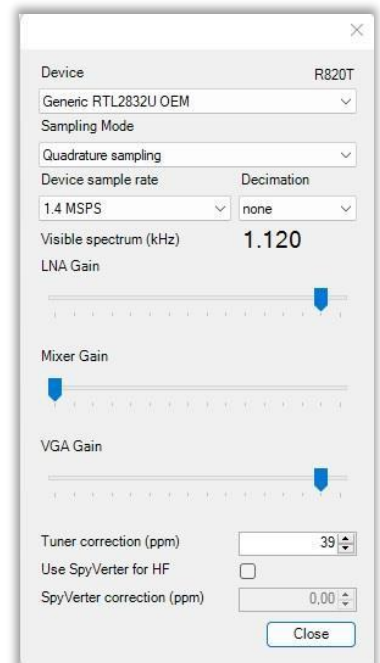 Device R820T
Generic RTL2832U OEM
Sampling Mode
Quadrature sampling
Device sample rate Decimation
1.4 MSPS none
Visible spectrum (kHz) 1.120
LNA Gain
Mixer Gain
VGA Gain
Tuner correction (ppm) 39
Use SpyVerter for HF
SpyVerter correction (ppm) 0,00
Close